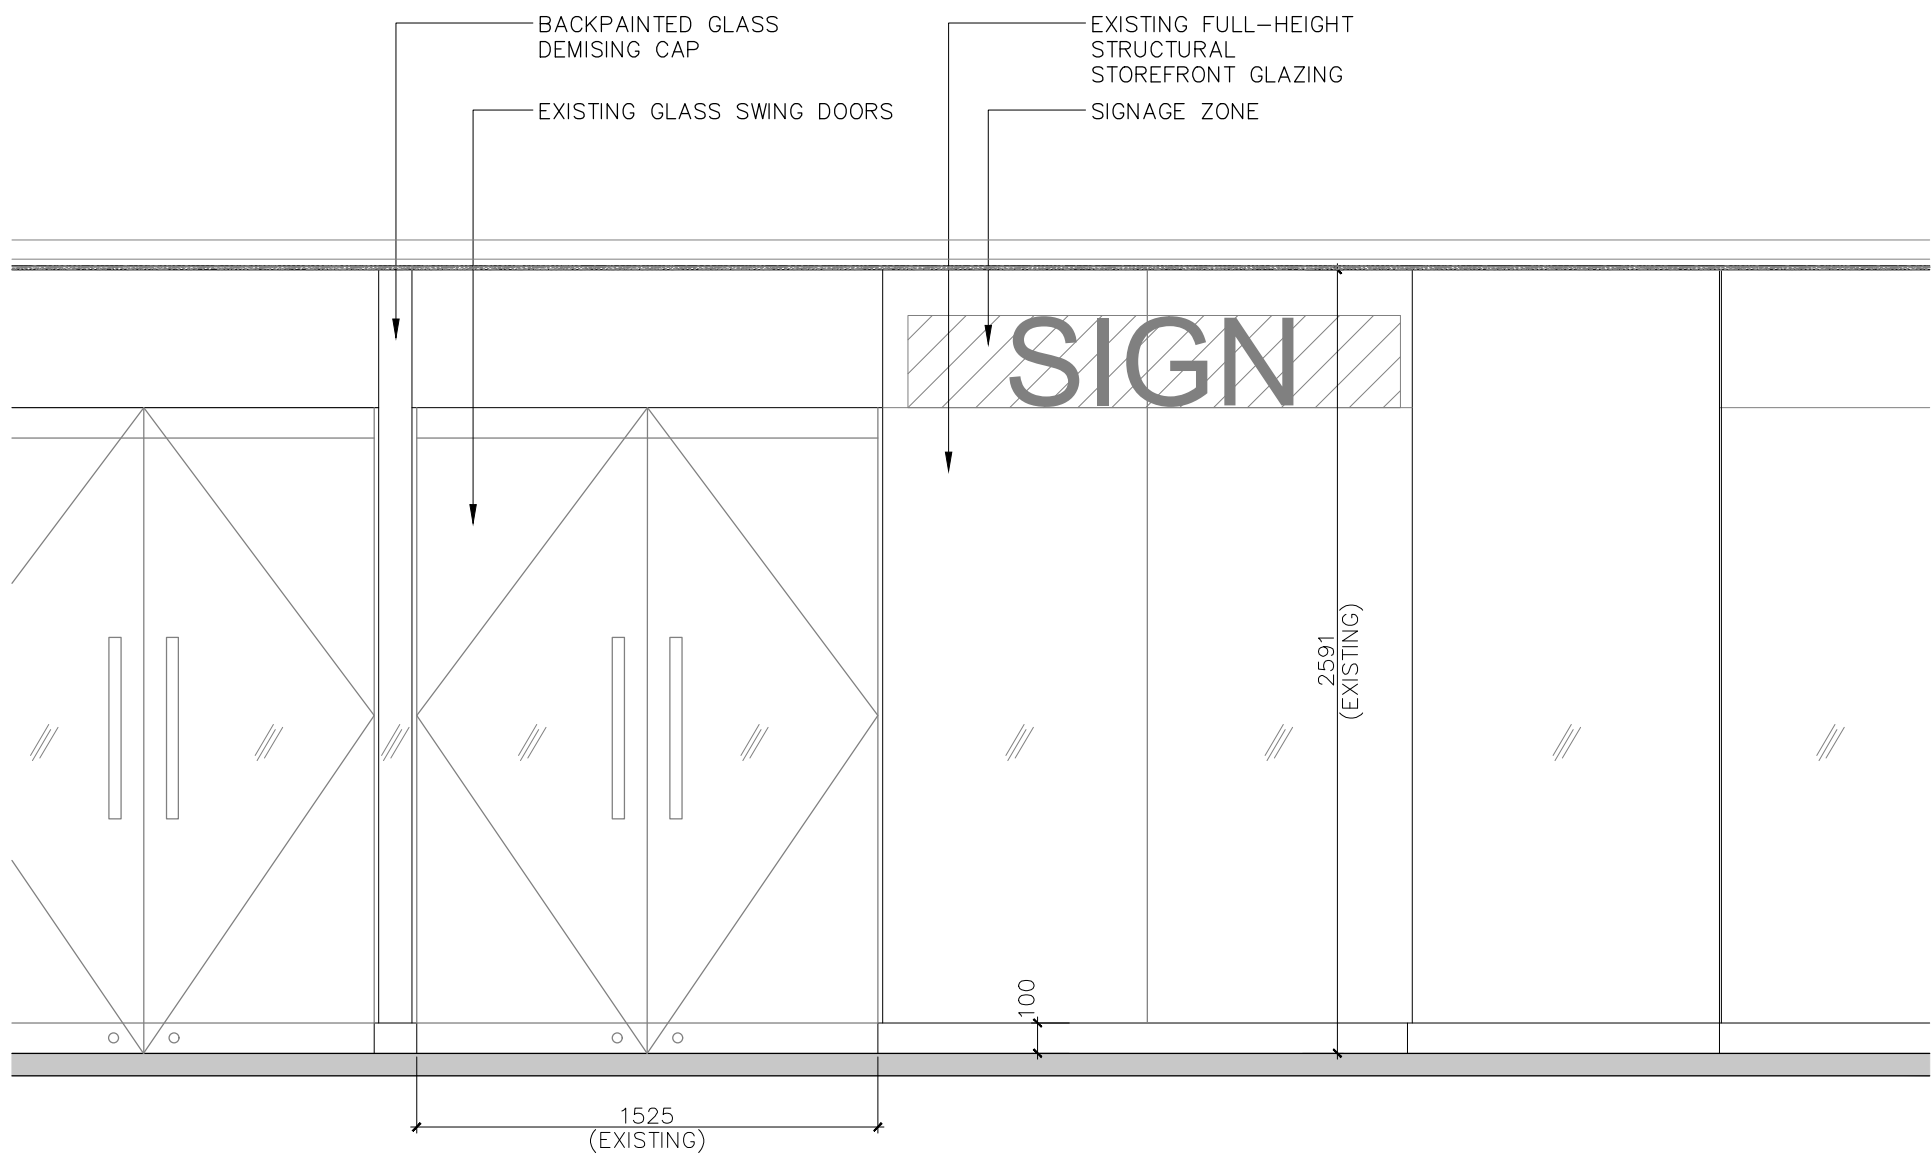 BACKPAINTED GLASS
DEMISING CAP
EXISTING FULL-HEIGHT
STRUCTURAL
STOREFRONT GLAZING
EXISTING GLASS SWING DOORS
SIGNAGE ZONE
SIGN
2591
(EXISTING)
100
1525
(EXISTING)